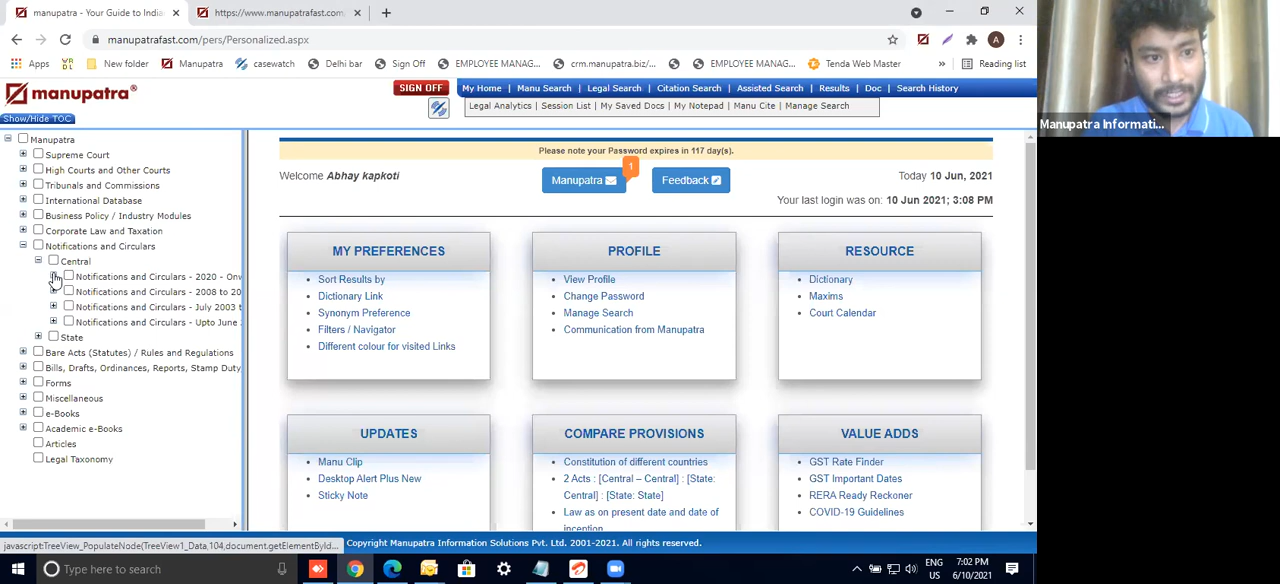 manupatra - Your Guide to India
https://www.manupatrafast.com/
manupatrafast.com/pers/Personalized.aspx
Apps
New folder
Manupatra
casewatch
Sign Off
Delhi bar
EMPLOYEE MANAG...
crm.manupatra.biz/...
EMPLOYEE MANAG...
Tenda Web Master
»
Reading list
manupatra®
SIGN OFF
My Home | Manu Search | Legal Search | Citation Search | Assisted Search | Results | Doc | Search History
Legal Analytics | Session List | My Saved Docs | My Notepad | Manu Cite | Manage Search
Show/Hide TOC
Manupatra
Supreme Court
High Courts and Other Courts
Tribunals and Commissions
International Database
Business Policy / Industry Modules
Corporate Law and Taxation
Notifications and Circulars
Central
Notifications and Circulars - 2020 - Onw
Notifications and Circulars - 2008 to 20
Notifications and Circulars - July 2003 t
Notifications and Circulars - Upto June
State
Bare Acts (Statutes) / Rules and Regulations
Bills, Drafts, Ordinances, Reports, Stamp Duty
Forms
Miscellaneous
e-Books
Academic e-Books
Articles
Legal Taxonomy
Please note your Password expires in 117 day(s).
Welcome Abhay kapkoti
Manupatra
1
Feedback
Today 10 Jun, 2021
Your last login was on: 10 Jun 2021; 3:08 PM
MY PREFERENCES
Sort Results by
Dictionary Link
Synonym Preference
Filters / Navigator
Different colour for visited Links
PROFILE
View Profile
Change Password
Manage Search
Communication from Manupatra
RESOURCE
Dictionary
Maxims
Court Calendar
UPDATES
Manu Clip
Desktop Alert Plus New
Sticky Note
COMPARE PROVISIONS
Constitution of different countries
2 Acts : [Central – Central] : [State:
Central] : [State: State]
Law as on present date and date of
inception
VALUE ADDS
GST Rate Finder
GST Important Dates
RERA Ready Reckoner
COVID-19 Guidelines
javascript:TreeView_PopulateNode(TreeView1_Data,104,document.getElementByld...
Copyright Manupatra Information Solutions Pvt. Ltd. 2001-2021. All rights reserved.
Type here to search
ENG
US
7:02 PM
6/10/2021
A
Manupatra Informati...